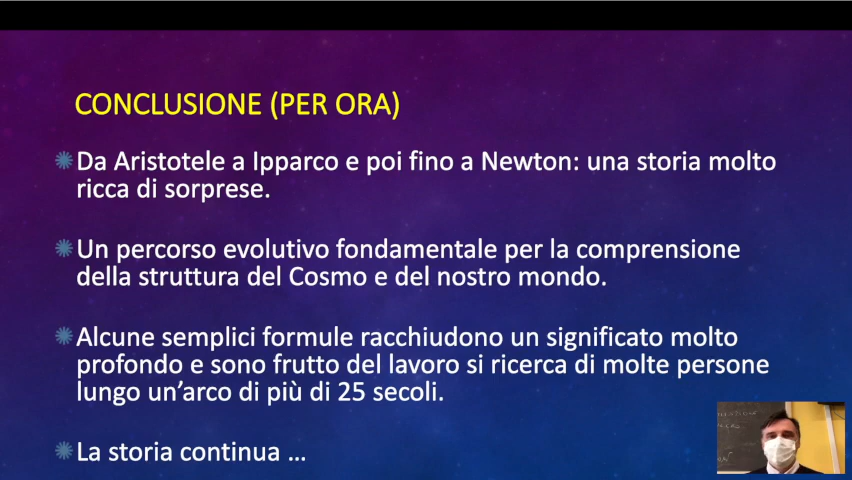 CONCLUSIONE (PER ORA)
Da Aristotele a Ipparco e poi fino a Newton: una storia molto
ricca di sorprese.
Un percorso evolutivo fondamentale per la comprensione
della struttura del Cosmo e del nostro mondo.
Alcune semplici formule racchiudono un significato molto
profondo e sono frutto del lavoro si ricerca di molte persone
lungo un'arco di più di 25 secoli.
La storia continua ...